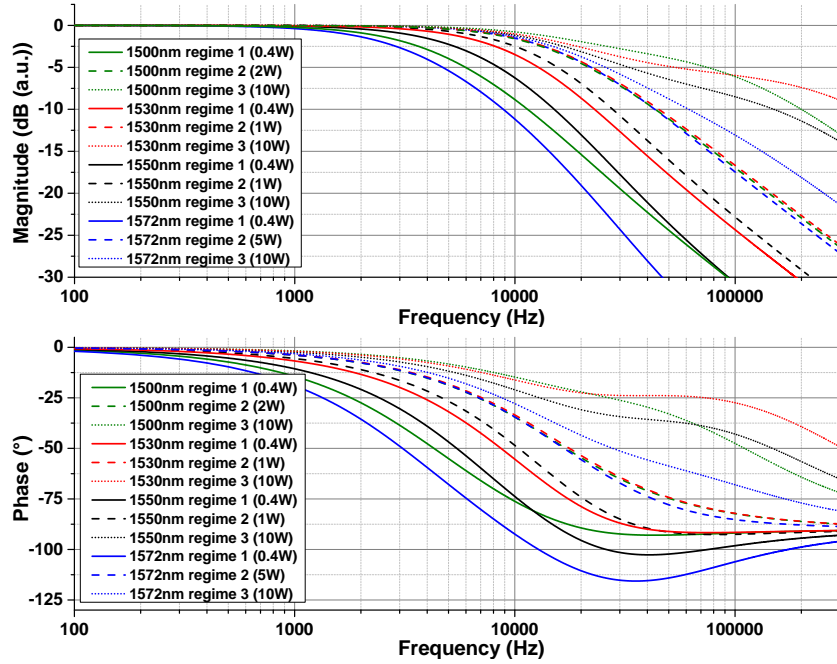 0
-5
-10
-15
-20
-25
-30
Magnitude (dB (a.u.))
1500nm regime 1 (0.4W)
1500nm regime 2 (2W)
1500nm regime 3 (10W)
1530nm regime 1 (0.4W)
1530nm regime 2 (1W)
1530nm regime 3 (10W)
1550nm regime 1 (0.4W)
1550nm regime 2 (1W)
1550nm regime 3 (10W)
1572nm regime 1 (0.4W)
1572nm regime 2 (5W)
1572nm regime 3 (10W)
100
1000
10000
100000
Frequency (Hz)
0
-25
-50
-75
-100
-125
Phase (°)
1500nm regime 1 (0.4W)
1500nm regime 2 (2W)
1500nm regime 3 (10W)
1530nm regime 1 (0.4W)
1530nm regime 2 (1W)
1530nm regime 3 (10W)
1550nm regime 1 (0.4W)
1550nm regime 2 (1W)
1550nm regime 3 (10W)
1572nm regime 1 (0.4W)
1572nm regime 2 (5W)
1572nm regime 3 (10W)
100
1000
10000
100000
Frequency (Hz)